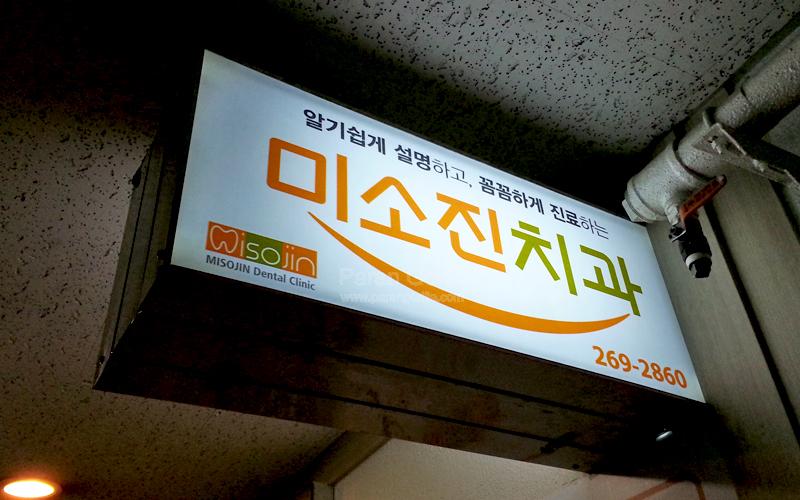 알기쉽게 설명하고, 꼼꼼하게 진료하는
미소진치과
Misojin
MISOJIN Dental Clinic
269-2860